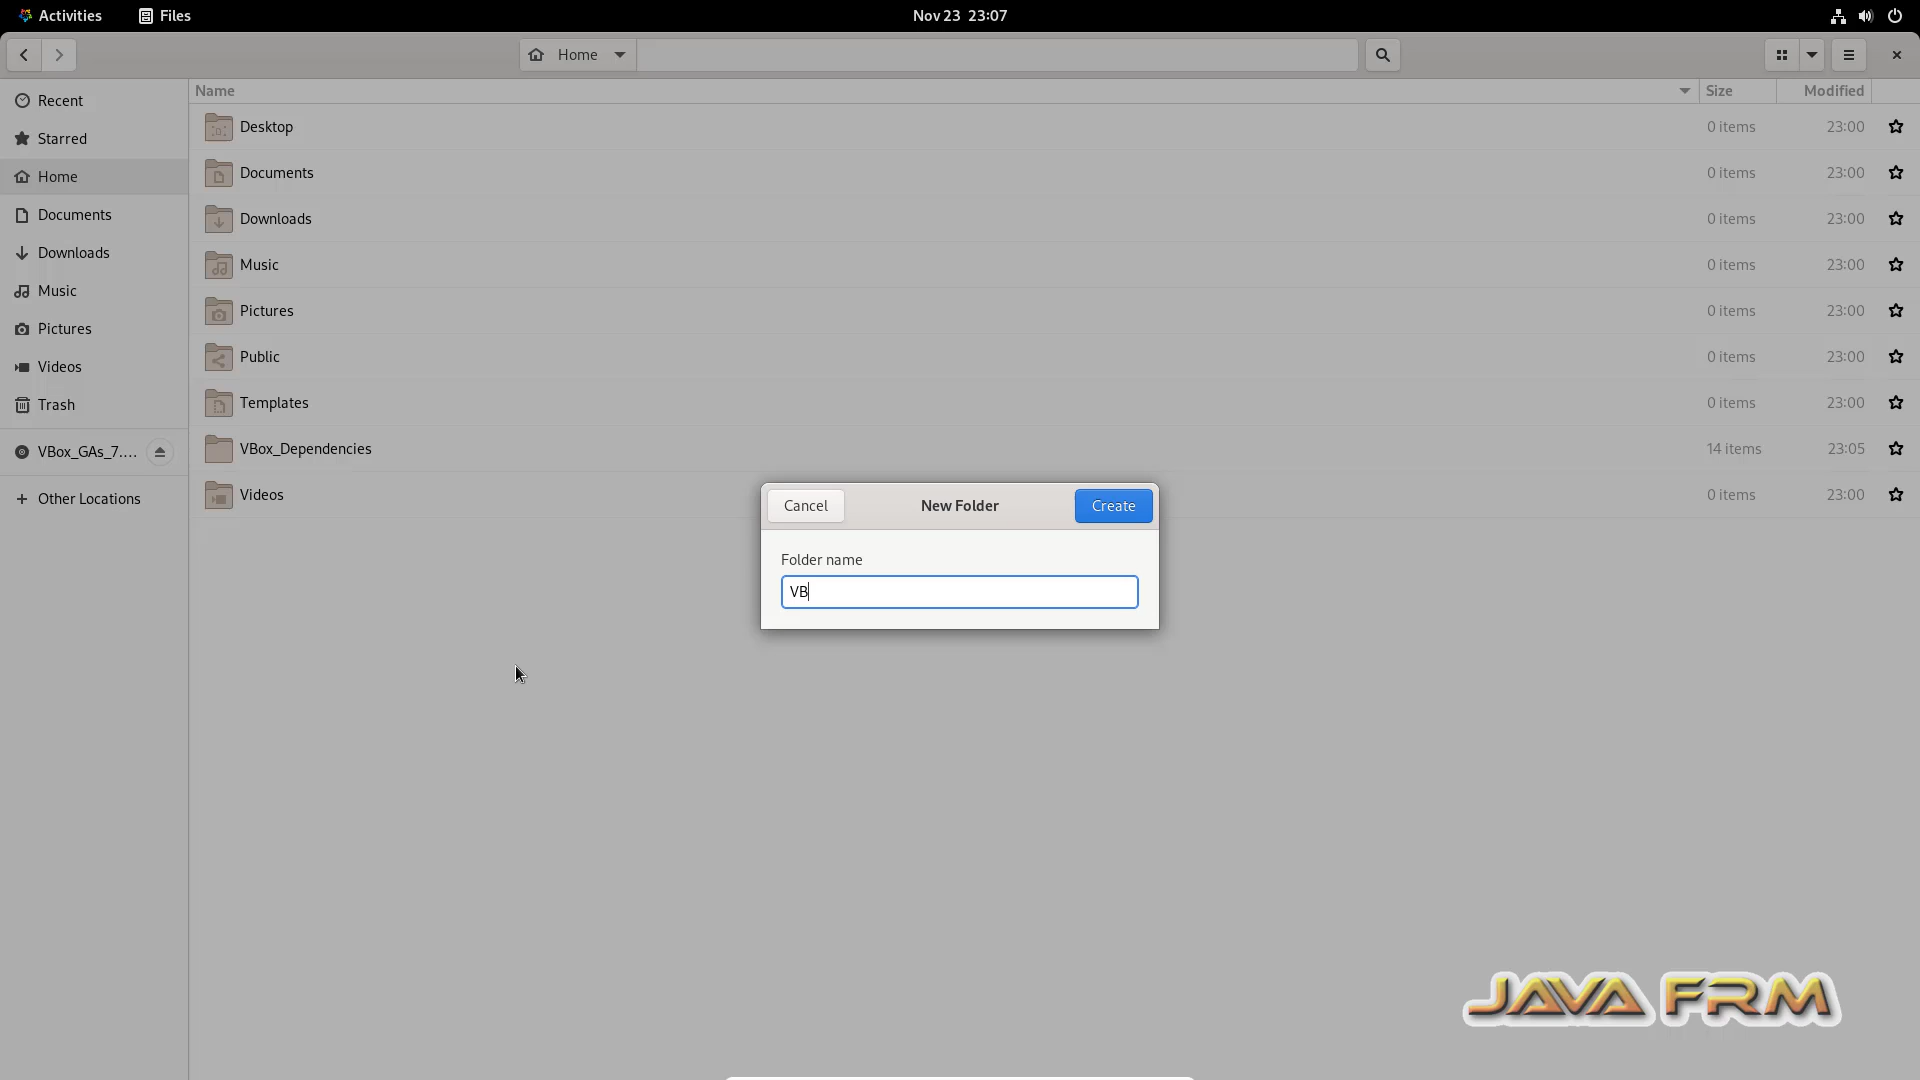 Activities Files Nov 23 23:07
Home
Name Size Modified
Recent
Starred
Home
Documents
Downloads
Music
Pictures
Videos
Trash
VBox_GAs_7....
Other Locations
Desktop 0 items 23:00
Documents 0 items 23:00
Downloads 0 items 23:00
Music 0 items 23:00
Pictures 0 items 23:00
Public 0 items 23:00
Templates 0 items 23:00
VBox_Dependencies 14 items 23:05
Videos 0 items 23:00
Cancel New Folder Create
Folder name
VB
JAVA FRM